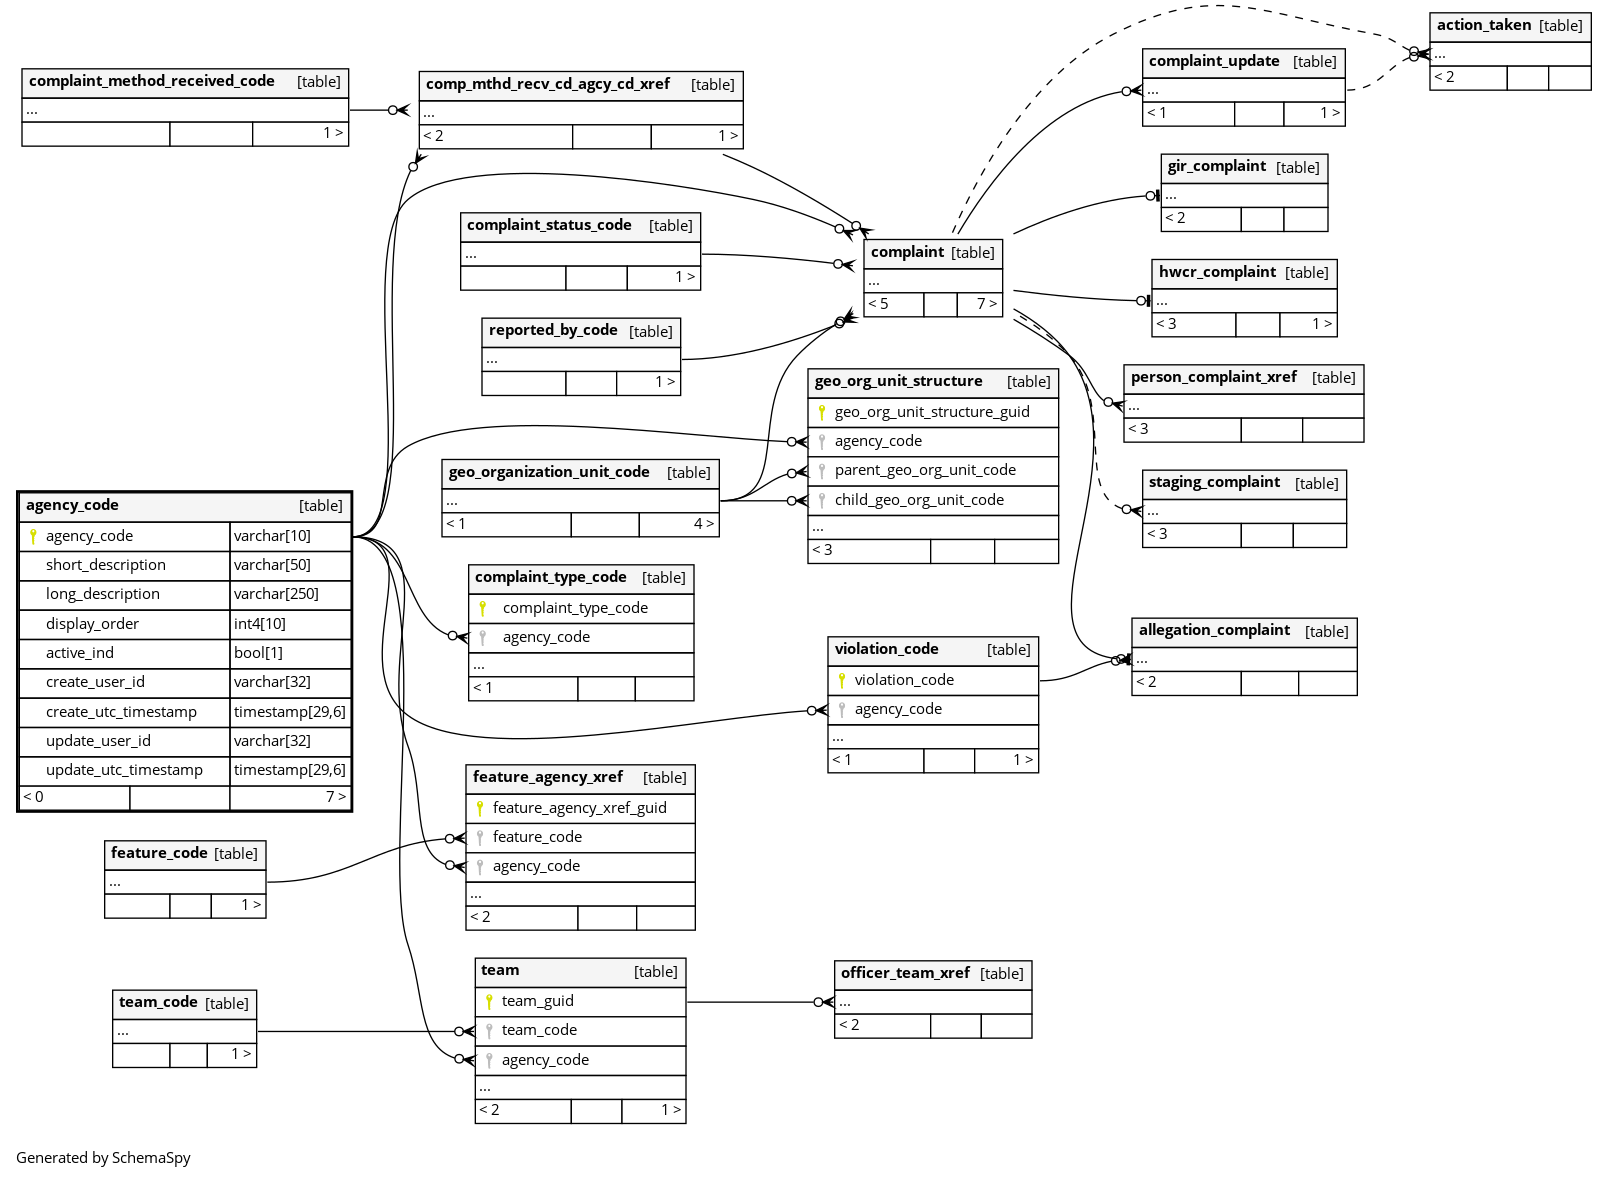 action_taken [table]
...
< 2
complaint_update [table]
...
< 1 1 >
complaint_method_received_code [table]
...
1 >
comp_mthd_recv_cd_agcy_cd_xref [table]
...
< 2 1 >
gir_complaint [table]
...
< 2
complaint_status_code [table]
...
1 >
complaint [table]
...
< 5 7 >
hwcr_complaint [table]
...
< 3 1 >
reported_by_code [table]
...
1 >
geo_org_unit_structure [table]
geo_org_unit_structure_guid
agency_code
parent_geo_org_unit_code
child_geo_org_unit_code
...
< 3
person_complaint_xref [table]
...
< 3
geo_organization_unit_code [table]
...
< 1 4 >
staging_complaint [table]
...
< 3
agency_code [table]
agency_code varchar[10]
short_description varchar[50]
long_description varchar[250]
display_order int4[10]
active_ind bool[1]
create_user_id varchar[32]
create_utc_timestamp timestamp[29,6]
update_user_id varchar[32]
update_utc_timestamp timestamp[29,6]
< 0 7 >
complaint_type_code [table]
complaint_type_code
agency_code
...
< 1
violation_code [table]
violation_code
agency_code
...
< 1 1 >
allegation_complaint [table]
...
< 2
feature_agency_xref [table]
feature_agency_xref_guid
feature_code
agency_code
...
< 2
feature_code [table]
...
1 >
team [table]
team_guid
team_code
agency_code
...
< 2 1 >
officer_team_xref [table]
...
< 2
team_code [table]
...
1 >
Generated by SchemaSpy